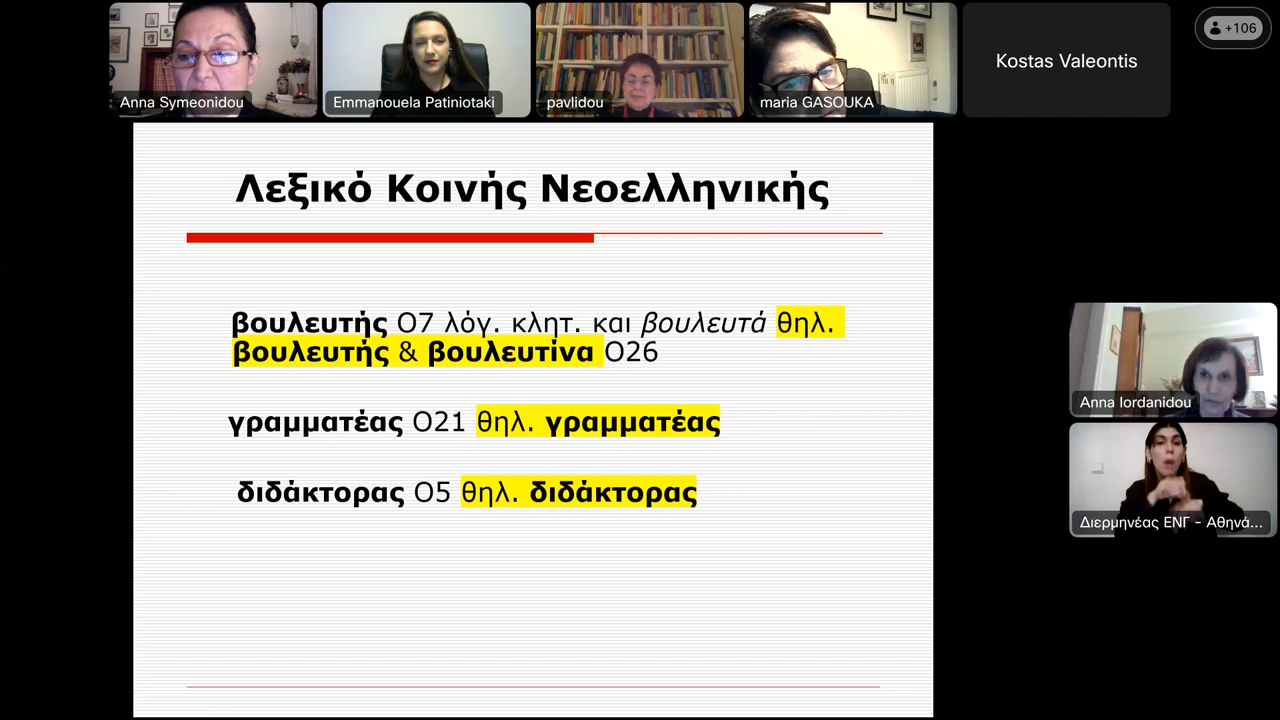 Anna Symeonidou
Emmanouela Patiniotaki
pavlidou
maria GASOUKA
Kostas Valeontis
+106
Λεξικό Κοινής Νεοελληνικής
βουλευτής Ο7 λόγ. κλητ. και βουλευτά θηλ.
βουλευτής & βουλευτίνα Ο26
γραμματέας Ο21 θηλ. γραμματέας
διδάκτορας Ο5 θηλ. διδάκτορας
Anna Iordanidou
Διερμηνέας ΕΝΓ - Αθηνά...